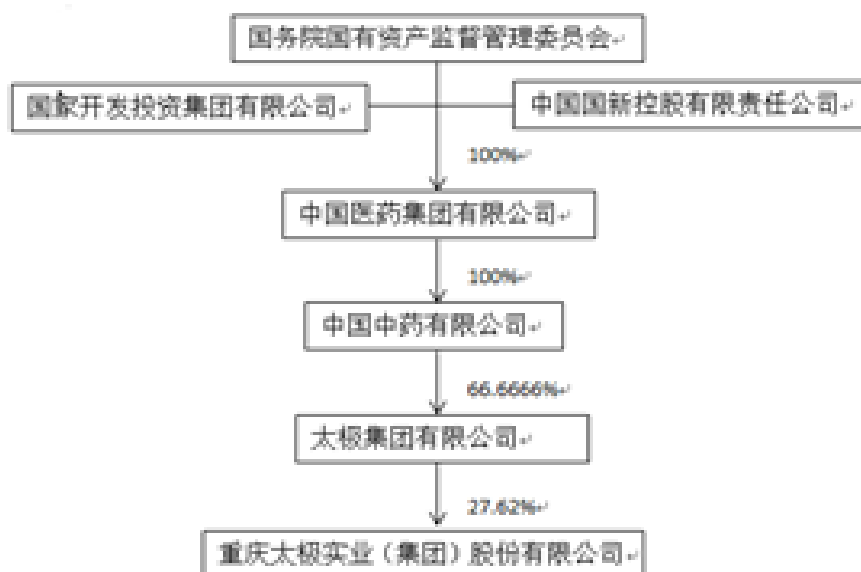 国务院国有资产监督管理委员会
国家开发投资集团有限公司
中国国新控股有限责任公司
100%
中国医药集团有限公司
100%
中国中药有限公司
66.6666%
太极集团有限公司
27.62%
重庆太极实业（集团）股份有限公司